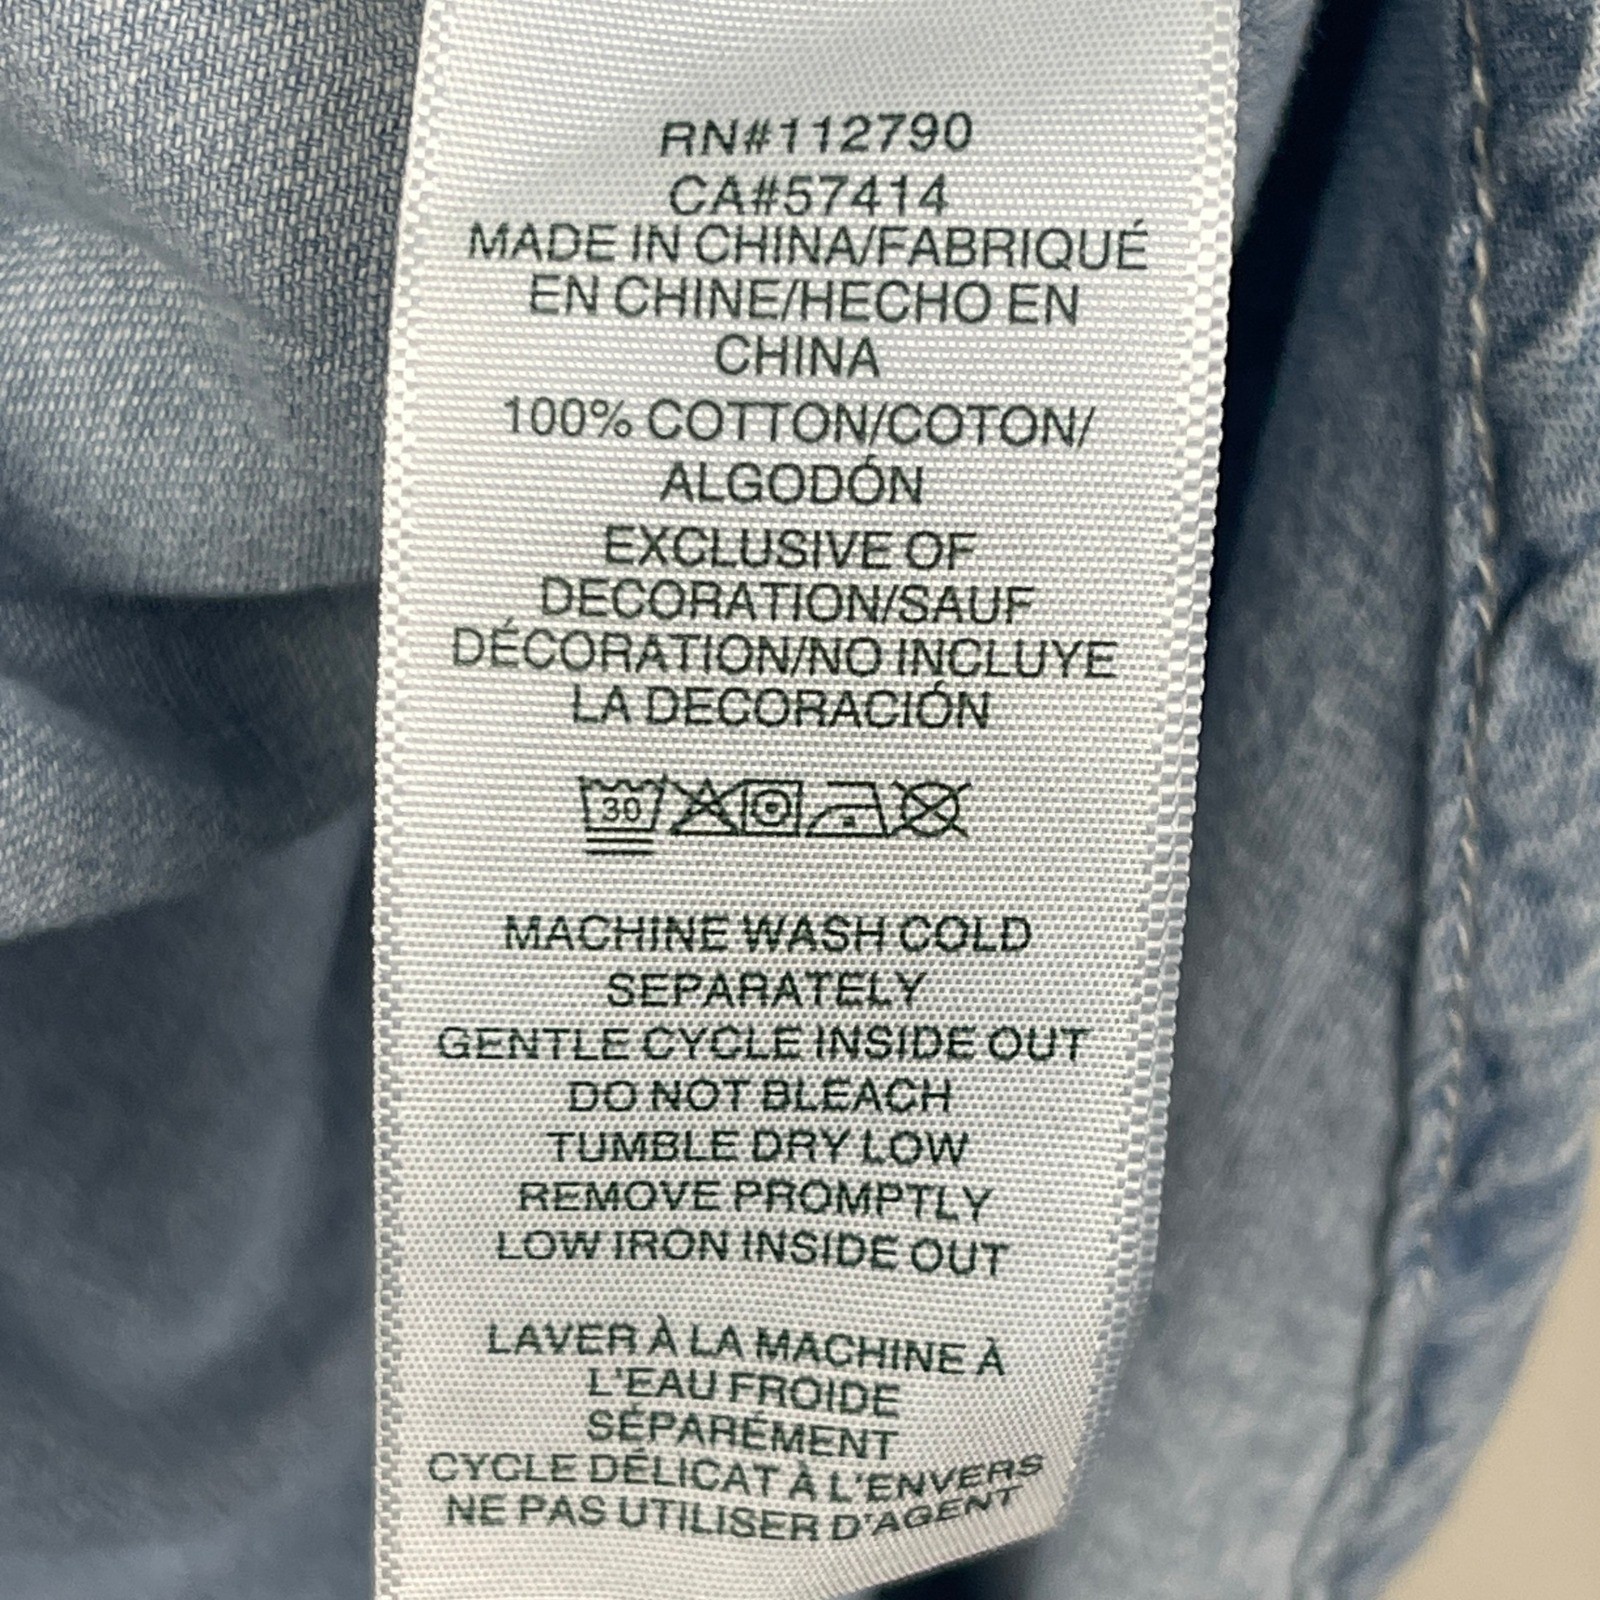 RN#112790
CA#57414
MADE IN CHINA/FABRIQUÉ
EN CHINE/HECHO EN
CHINA
100% COTTON/COTON/
ALGODÓN
EXCLUSIVE OF
DECORATION/SAUF
DÉCORATION/NO INCLUYE
LA DECORACIÓN
30
MACHINE WASH COLD
SEPARATELY
GENTLE CYCLE INSIDE OUT
DO NOT BLEACH
TUMBLE DRY LOW
REMOVE PROMPTLY
LOW IRON INSIDE OUT
LAVER À LA MACHINE À
L'EAU FROIDE
SÉPARÉMENT
CYCLE DÉLICAT À L'ENVERS
NE PAS UTILISER D'AGENT